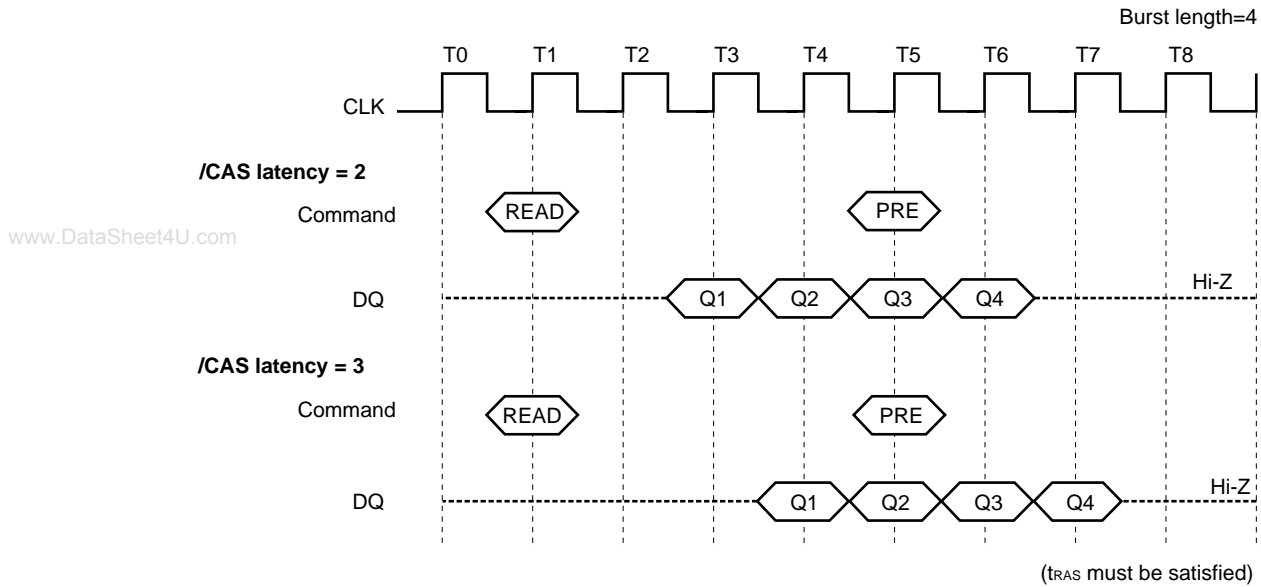 Burst length=4
T0 T1 T2 T3 T4 T5 T6 T7 T8
CLK
/CAS latency = 2
Command READ PRE
www.DataSheet4U.com
DQ Q1 Q2 Q3 Q4 Hi-Z
/CAS latency = 3
Command READ PRE
DQ Q1 Q2 Q3 Q4 Hi-Z
(tRAS must be satisfied)